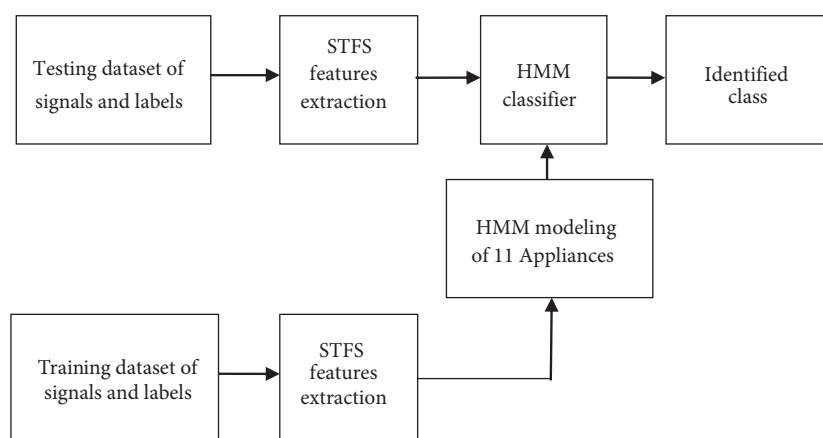 Testing dataset of
signals and labels
STFS
features
extraction
HMM
classifier
Identified
class
HMM modeling
of 11 Appliances
Training dataset of
signals and labels
STFS
features
extraction